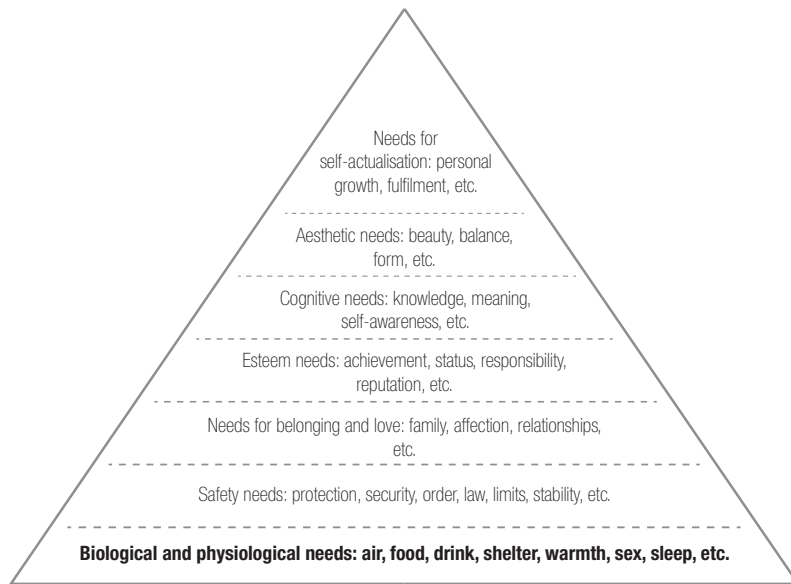 Needs for
self-actualisation: personal
growth, fulfilment, etc.
Aesthetic needs: beauty, balance,
form, etc.
Cognitive needs: knowledge, meaning,
self-awareness, etc.
Esteem needs: achievement, status, responsibility,
reputation, etc.
Needs for belonging and love: family, affection, relationships,
etc.
Safety needs: protection, security, order, law, limits, stability, etc.
Biological and physiological needs: air, food, drink, shelter, warmth, sex, sleep, etc.